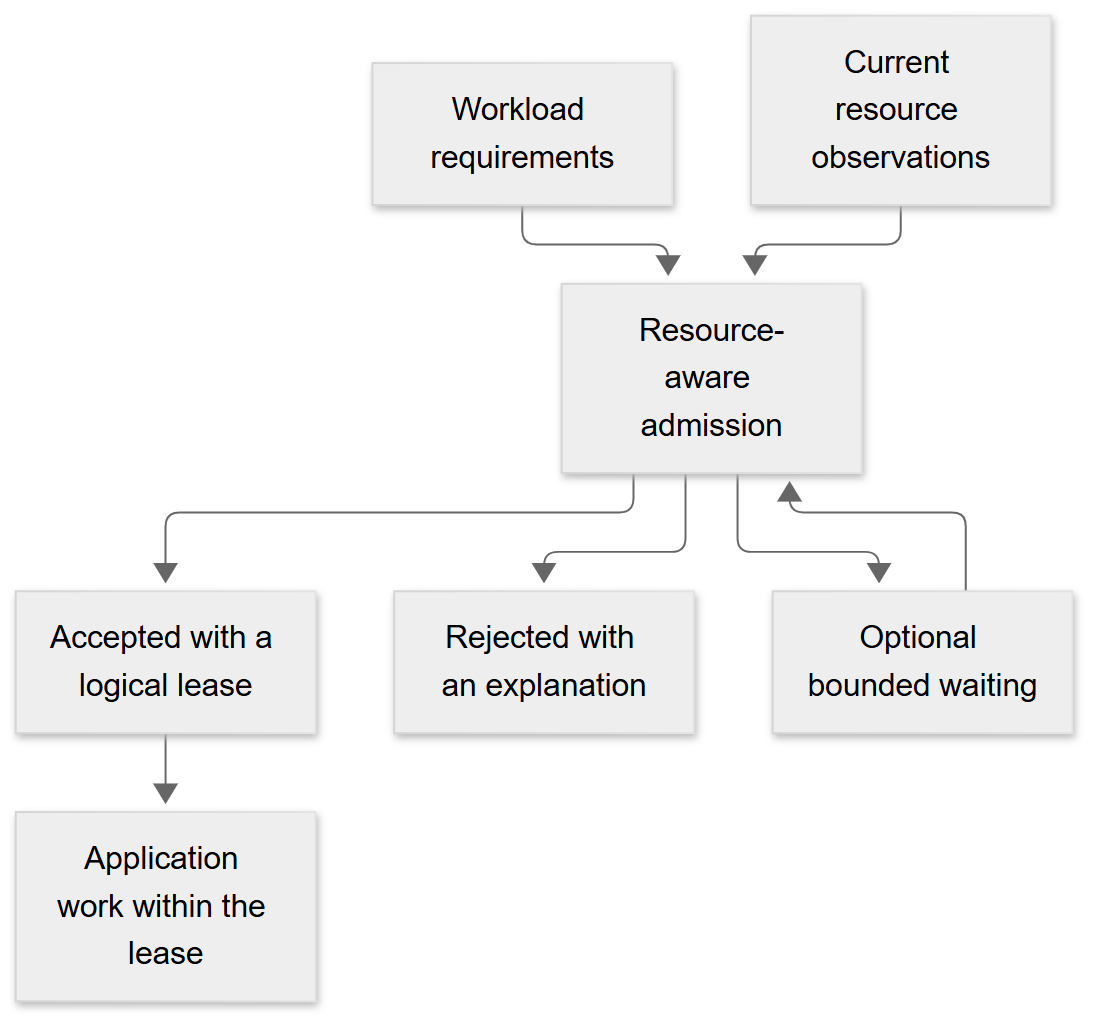 Workload
requirements
Current
resource
observations
Resource-
aware
admission
Accepted with a
logical lease
Rejected with
an explanation
Optional
bounded waiting
Application
work within the
lease